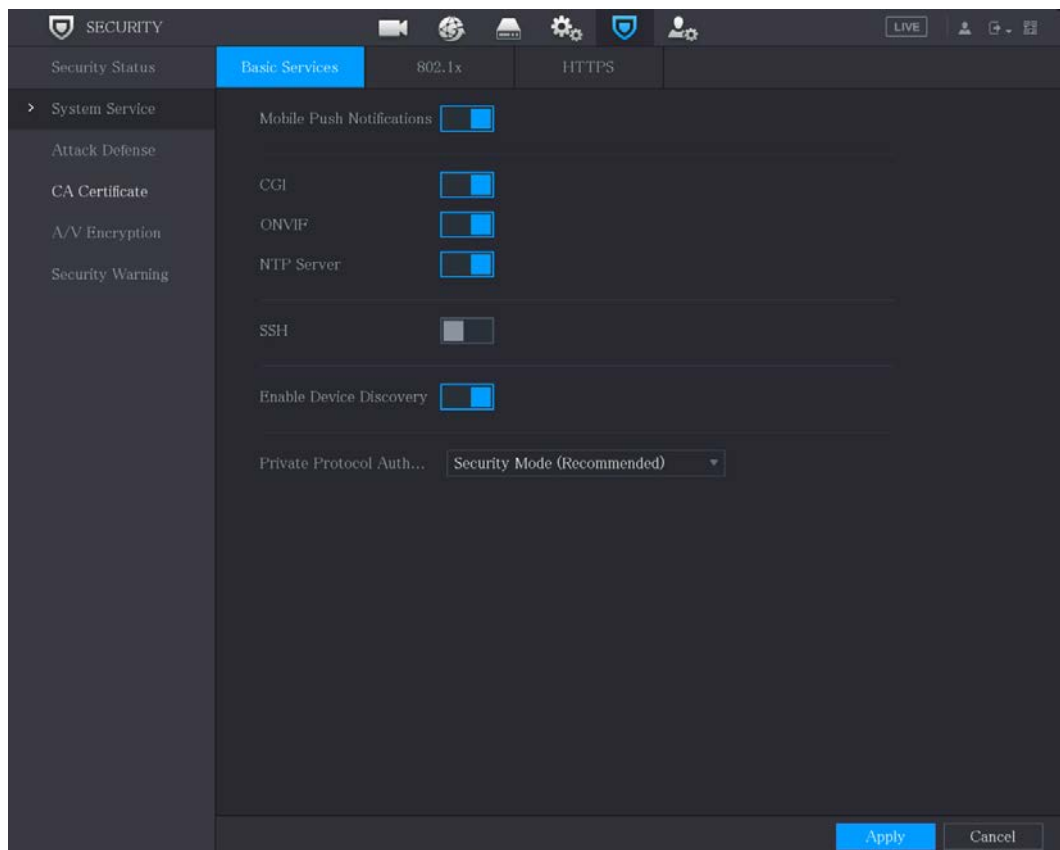 SECURITY
LIVE
Security Status
System Service
Attack Defense
CA Certificate
A/V Encryption
Security Warning
Basic Services
802.1x
HTTPS
Mobile Push Notifications
CGI
ONVIF
NTP Server
SSH
Enable Device Discovery
Private Protocol Auth... Security Mode (Recommended)
Apply
Cancel